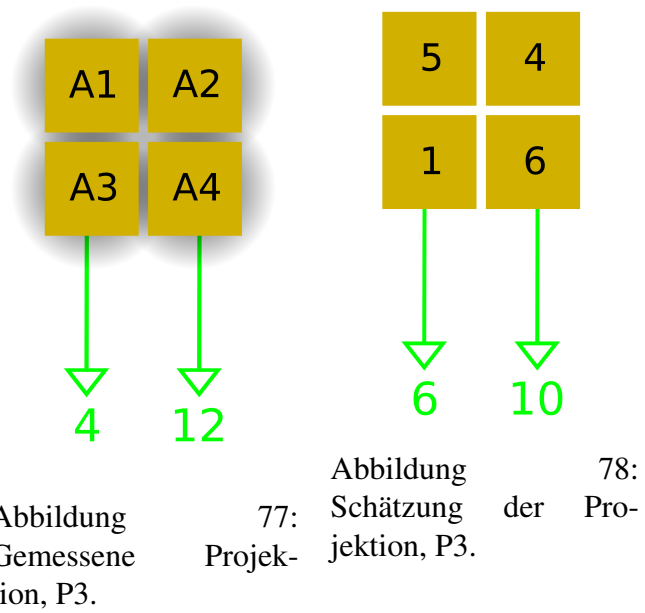 A1 A2
A3 A4
4 12
Abbildung 77:
Gemessene Projek-
tion, P3.
5 4
1 6
6 10
Abbildung 78:
Schätzung der Pro-
jektion, P3.